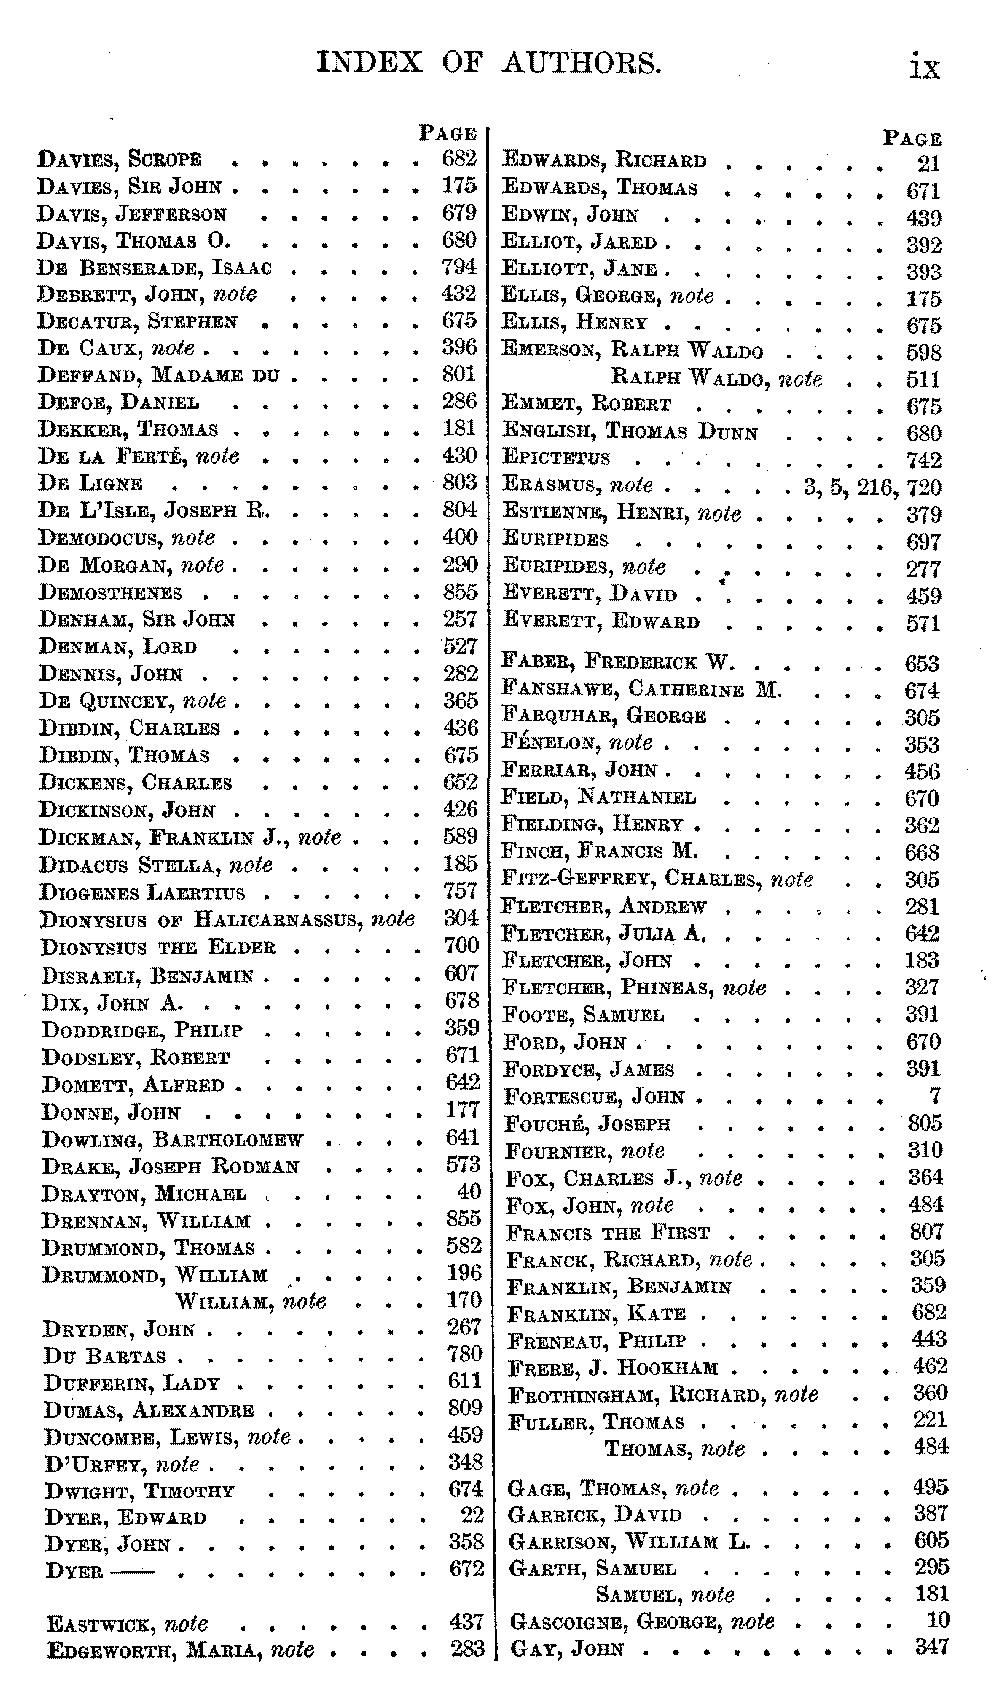 INDEX OF AUTHORS. ix
PAGE
DAVIES, SCROPE . . . . . . . 682
DAVIES, SIR JOHN . . . . . . . 175
DAVIS, JEFFERSON . . . . . . 679
DAVIS, THOMAS O. . . . . . . 680
DE BENSERADE, ISAAC . . . . . 794
DEBRETT, JOHN, note . . . . . 432
DECATUR, STEPHEN . . . . . . 675
DE CAUX, note . . . . . . . . 396
DEFFAND, MADAME DU . . . . . 801
DEFOE, DANIEL . . . . . . . 286
DEKKER, THOMAS . . . . . . . 181
DE LA FERTÉ, note . . . . . . 430
DE LIGNE . . . . . . . . . 803
DE L'ISLE, JOSEPH R. . . . . . 804
DEMODOCUS, note . . . . . . . 400
DE MORGAN, note . . . . . . . 290
DEMOSTHENES . . . . . . . . 855
DENHAM, SIR JOHN . . . . . . 257
DENMAN, LORD . . . . . . . 527
DENNIS, JOHN . . . . . . . . 282
DE QUINCEY, note . . . . . . . 365
DIBDIN, CHARLES . . . . . . . 436
DIBDIN, THOMAS . . . . . . . 675
DICKENS, CHARLES . . . . . . 652
DICKINSON, JOHN . . . . . . . 426
DICKMAN, FRANKLIN J., note . . . 589
DIDACUS STELLA, note . . . . . 185
DIOGENES LAERTIUS . . . . . . 757
DIONYSIUS OF HALICARNASSUS, note 304
DIONYSIUS THE ELDER . . . . . 700
DISRAELI, BENJAMIN . . . . . . 607
DIX, JOHN A. . . . . . . . . 678
DODDRIDGE, PHILIP . . . . . . 359
DODSLEY, ROBERT . . . . . . 671
DOMETT, ALFRED . . . . . . . 642
DONNE, JOHN . . . . . . . . 177
DOWLING, BARTHOLOMEW . . . . 641
DRAKE, JOSEPH RODMAN . . . . 573
DRAYTON, MICHAEL . . . . . . 40
DRENNAN, WILLIAM . . . . . . 855
DRUMMOND, THOMAS . . . . . . 582
DRUMMOND, WILLIAM . . . . . 196
WILLIAM, note . . . 170
DRYDEN, JOHN . . . . . . . . 267
DU BARTAS . . . . . . . . . 780
DUFFERIN, LADY . . . . . . . 611
DUMAS, ALEXANDRE . . . . . . 809
DUNCOMBE, LEWIS, note . . . . . 459
D'URFEY, note . . . . . . . . 348
DWIGHT, TIMOTHY . . . . . . 674
DYER, EDWARD . . . . . . . 22
DYER, JOHN . . . . . . . . . 358
DYER —— . . . . . . . . . 672
EASTWICK, note . . . . . . . 437
EDGEWORTH, MARIA, note . . . . 283
PAGE
EDWARDS, RICHARD . . . . . . 21
EDWARDS, THOMAS . . . . . . 671
EDWIN, JOHN . . . . . . . . 439
ELLIOT, JARED . . . . . . . . 392
ELLIOTT, JANE . . . . . . . . 393
ELLIS, GEORGE, note . . . . . . 175
ELLIS, HENRY . . . . . . . . 675
EMERSON, RALPH WALDO . . . . 598
RALPH WALDO, note . . 511
EMMET, ROBERT . . . . . . . 675
ENGLISH, THOMAS DUNN . . . . 680
EPICTETUS . . . . . . . . . 742
ERASMUS, note . . . . . 3, 5, 216, 720
ESTIENNE, HENRI, note . . . . . 379
EURIPIDES . . . . . . . . . 697
EURIPIDES, note . . . . . . . 277
EVERETT, DAVID . . . . . . . 459
EVERETT, EDWARD . . . . . . 571
FABER, FREDERICK W. . . . . . 653
FANSHAWE, CATHERINE M. . . . 674
FARQUHAR, GEORGE . . . . . . 305
FÉNELON, note . . . . . . . . 353
FERRIAR, JOHN . . . . . . . . 456
FIELD, NATHANIEL . . . . . . 670
FIELDING, HENRY . . . . . . . 362
FINCH, FRANCIS M. . . . . . . 668
FITZ-GEFFREY, CHARLES, note . . 305
FLETCHER, ANDREW . . . . . . 281
FLETCHER, JULIA A. . . . . . . 642
FLETCHER, JOHN . . . . . . . 183
FLETCHER, PHINEAS, note . . . . 327
FOOTE, SAMUEL . . . . . . . 391
FORD, JOHN . . . . . . . . . 670
FORDYCE, JAMES . . . . . . . 391
FORTESCUE, JOHN . . . . . . . 7
FOUCHÉ, JOSEPH . . . . . . . 805
FOURNIER, note . . . . . . . 310
FOX, CHARLES J., note . . . . . 364
FOX, JOHN, note . . . . . . . 484
FRANCIS THE FIRST . . . . . . 807
FRANCK, RICHARD, note . . . . . 305
FRANKLIN, BENJAMIN . . . . . 359
FRANKLIN, KATE . . . . . . . 682
FRENEAU, PHILIP . . . . . . . 443
FRERE, J. HOOKHAM . . . . . . 462
FROTHINGHAM, RICHARD, note . . 360
FULLER, THOMAS . . . . . . . 221
THOMAS, note . . . . . 484
GAGE, THOMAS, note . . . . . . 495
GARRICK, DAVID . . . . . . . 387
GARRISON, WILLIAM L. . . . . . 605
GARTH, SAMUEL . . . . . . . 295
SAMUEL, note . . . . . 181
GASCOIGNE, GEORGE, note . . . . 10
GAY, JOHN . . . . . . . . . 347